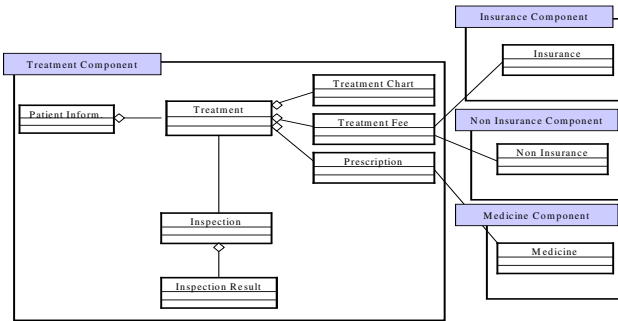 Insurance Component
Insurance
Treatment Component
Treatment Chart
Patient Inform.
Treatment
Treatment Fee
Non Insurance Component
Non Insurance
Prescription
Inspection
Medicine Component
Medicine
Inspection Result